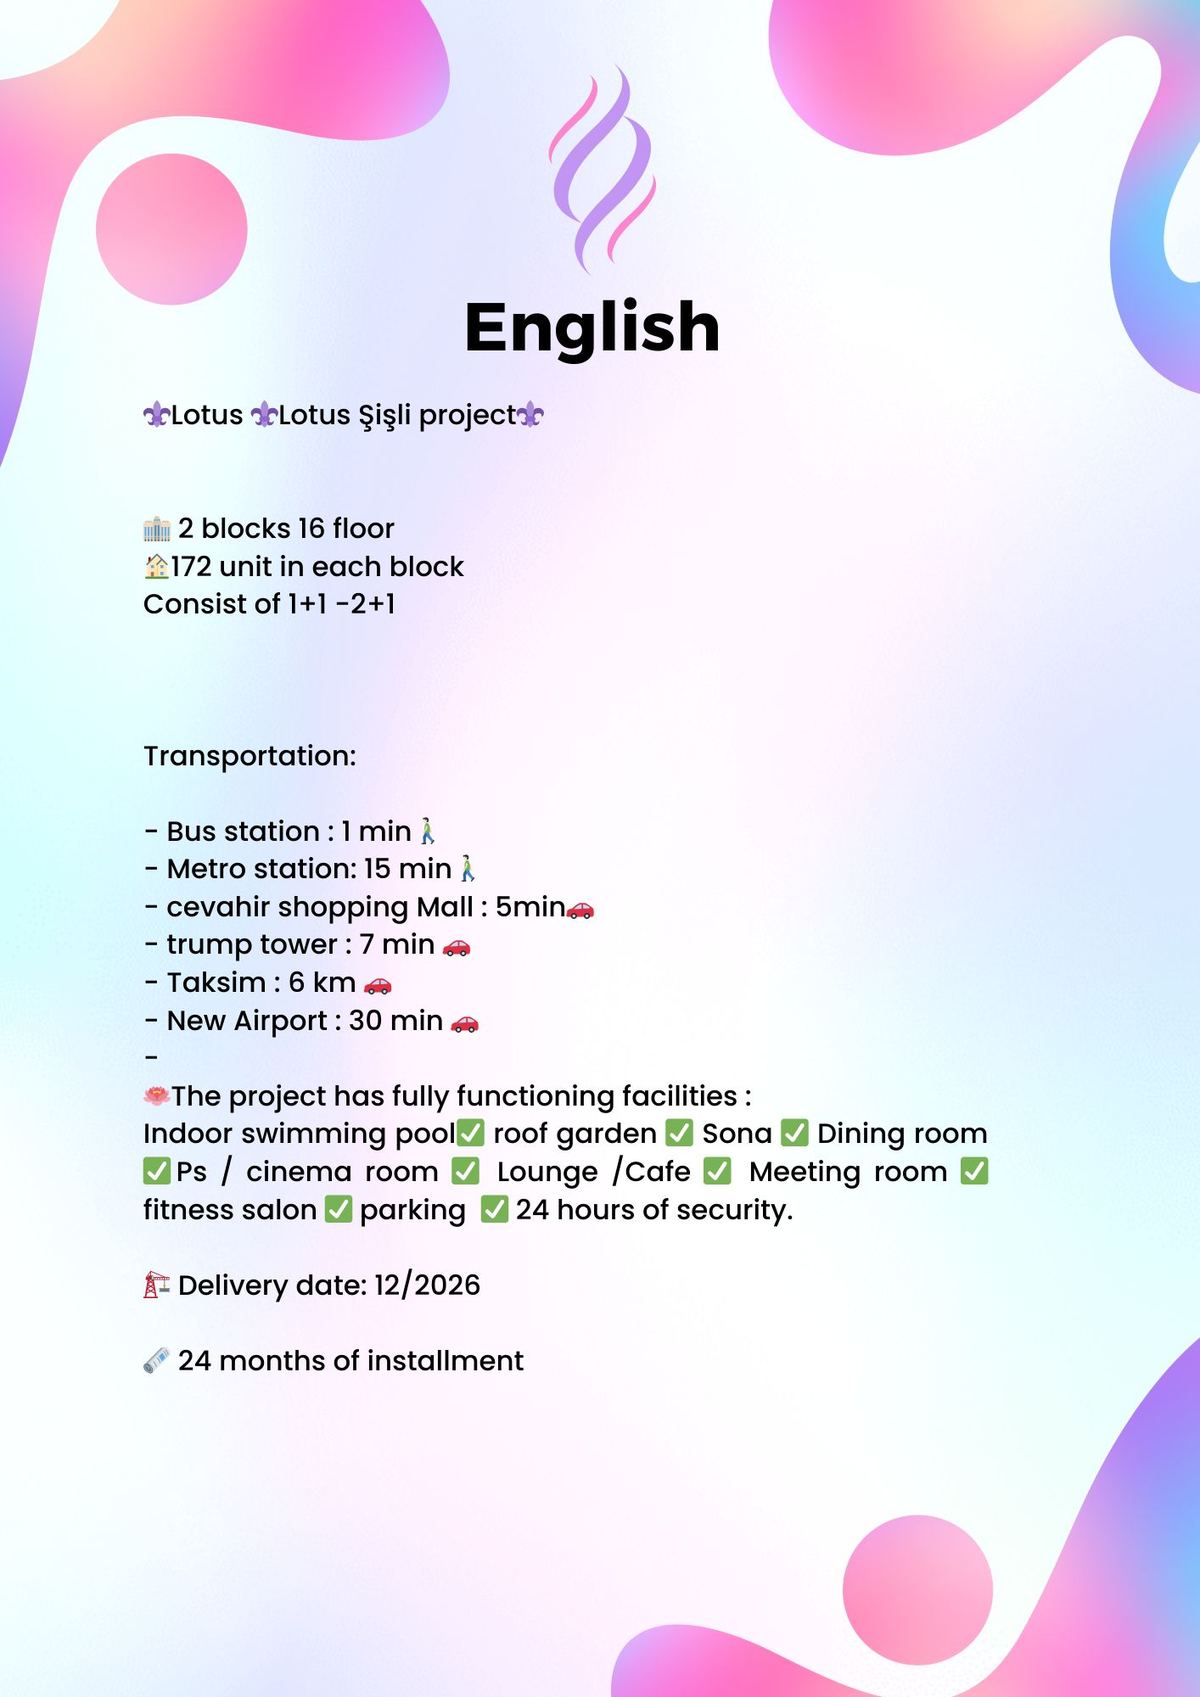 English
⚜Lotus ⚜Lotus Şişli project⚜
🏢 2 blocks 16 floor
🏠172 unit in each block
Consist of 1+1 -2+1
Transportation:
- Bus station : 1 min🚶
- Metro station: 15 min🚶
- cevahir shopping Mall : 5min🚗
- trump tower : 7 min 🚗
- Taksim : 6 km 🚗
- New Airport : 30 min 🚗
-
🪷The project has fully functioning facilities :
Indoor swimming pool✅ roof garden ✅ Sona ✅ Dining room
✅Ps / cinema room ✅ Lounge /Cafe ✅ Meeting room ✅
fitness salon ✅ parking ✅ 24 hours of security.
🏗 Delivery date: 12/2026
🗞 24 months of installment